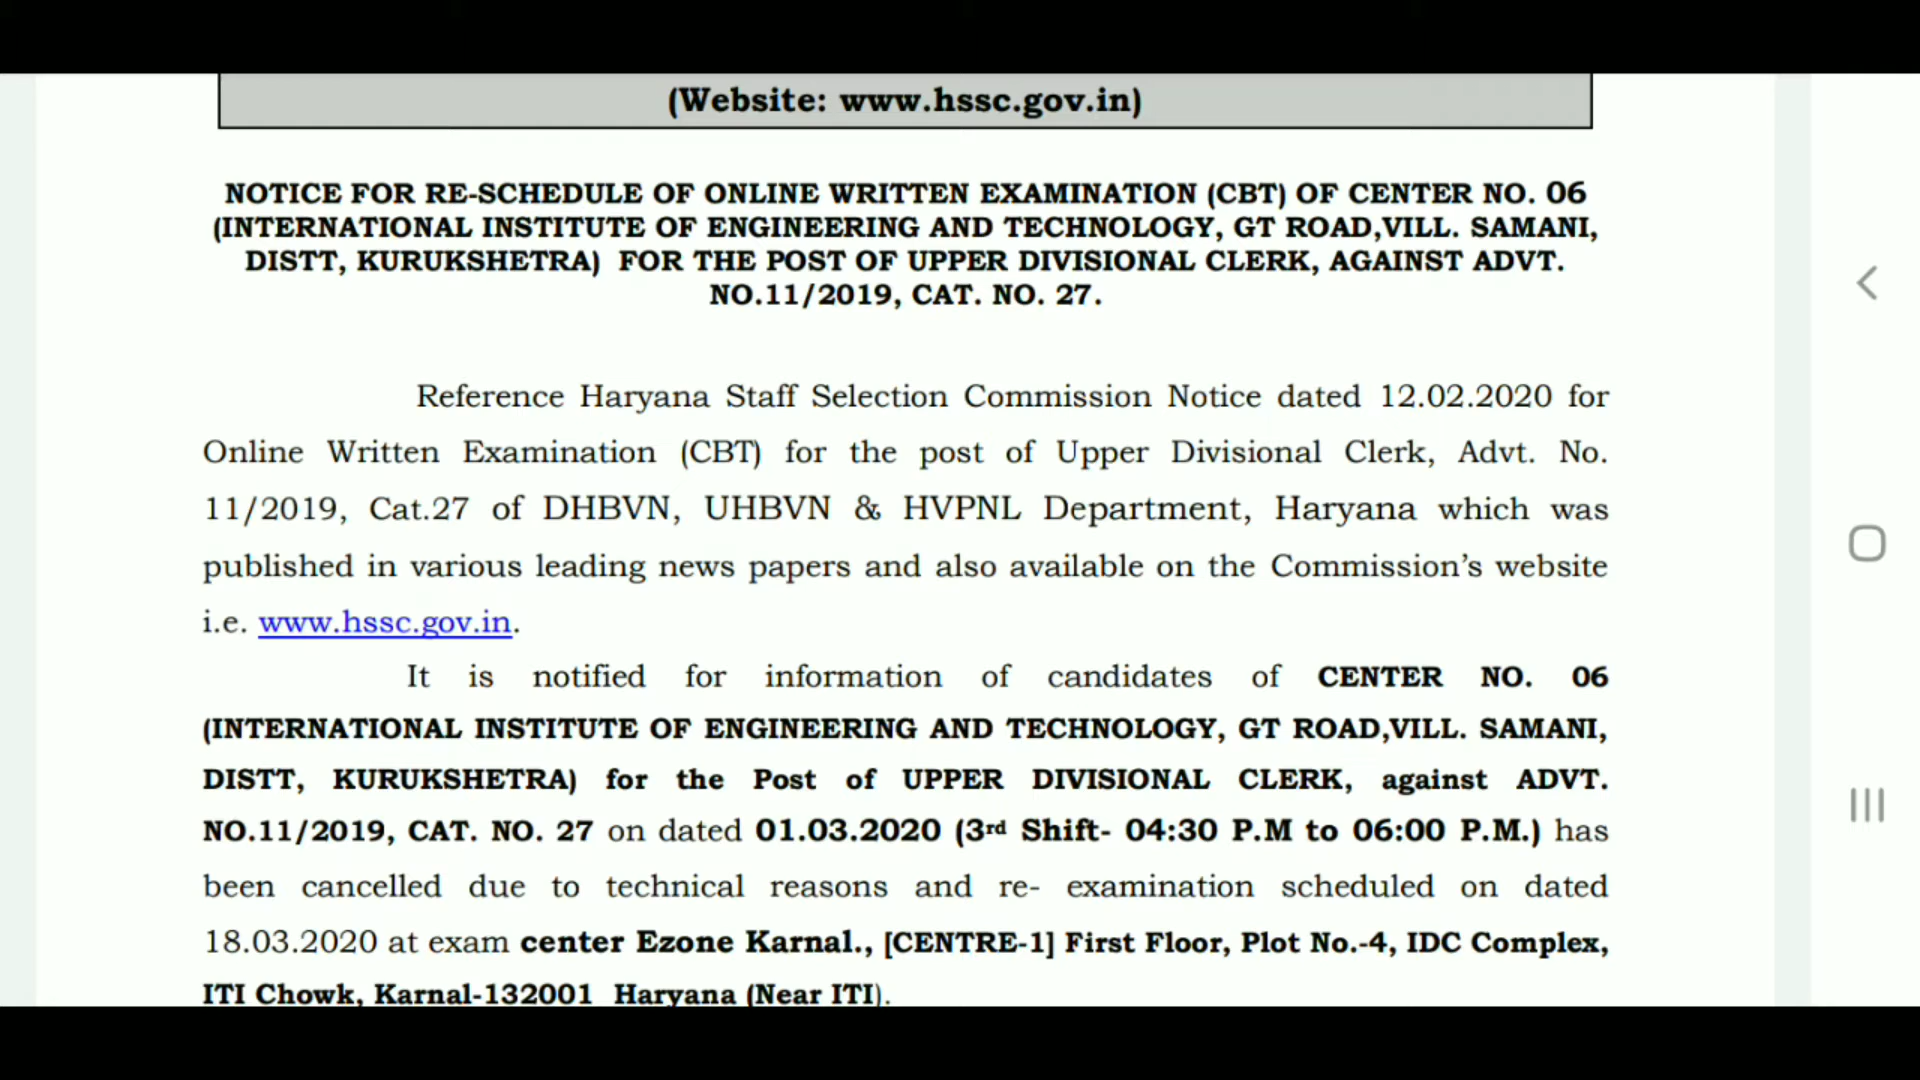 (Website: www.hssc.gov.in)
NOTICE FOR RE-SCHEDULE OF ONLINE WRITTEN EXAMINATION (CBT) OF CENTER NO. 06
(INTERNATIONAL INSTITUTE OF ENGINEERING AND TECHNOLOGY, GT ROAD,VILL. SAMANI,
DISTT, KURUKSHETRA) FOR THE POST OF UPPER DIVISIONAL CLERK, AGAINST ADVT.
NO.11/2019, CAT. NO. 27.
Reference Haryana Staff Selection Commission Notice dated 12.02.2020 for
Online Written Examination (CBT) for the post of Upper Divisional Clerk, Advt. No.
11/2019, Cat.27 of DHBVN, UHBVN & HVPNL Department, Haryana which was
published in various leading news papers and also available on the Commission's website
i.e. www.hssc.gov.in.
It is notified for information of candidates of CENTER NO. 06
(INTERNATIONAL INSTITUTE OF ENGINEERING AND TECHNOLOGY, GT ROAD,VILL. SAMANI,
DISTT, KURUKSHETRA) for the Post of UPPER DIVISIONAL CLERK, against ADVT.
NO.11/2019, CAT. NO. 27 on dated 01.03.2020 (3rd Shift- 04:30 P.M to 06:00 P.M.) has
been cancelled due to technical reasons and re- examination scheduled on dated
18.03.2020 at exam center Ezone Karnal., [CENTRE-1] First Floor, Plot No.-4, IDC Complex,
ITI Chowk, Karnal-132001 Haryana (Near ITI).